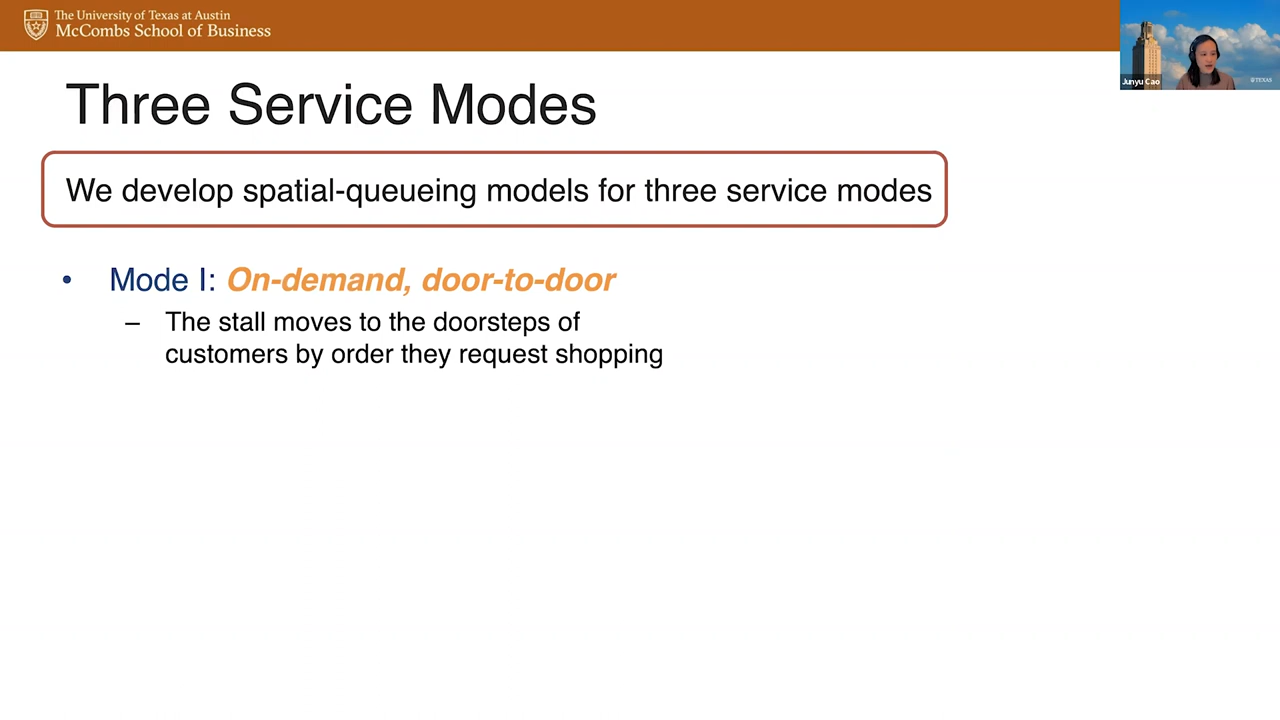 The University of Texas at Austin
McCombs School of Business
Junyu Cao
TEXAS
Three Service Modes
We develop spatial-queueing models for three service modes
• Mode I: On-demand, door-to-door
– The stall moves to the doorsteps of
customers by order they request shopping